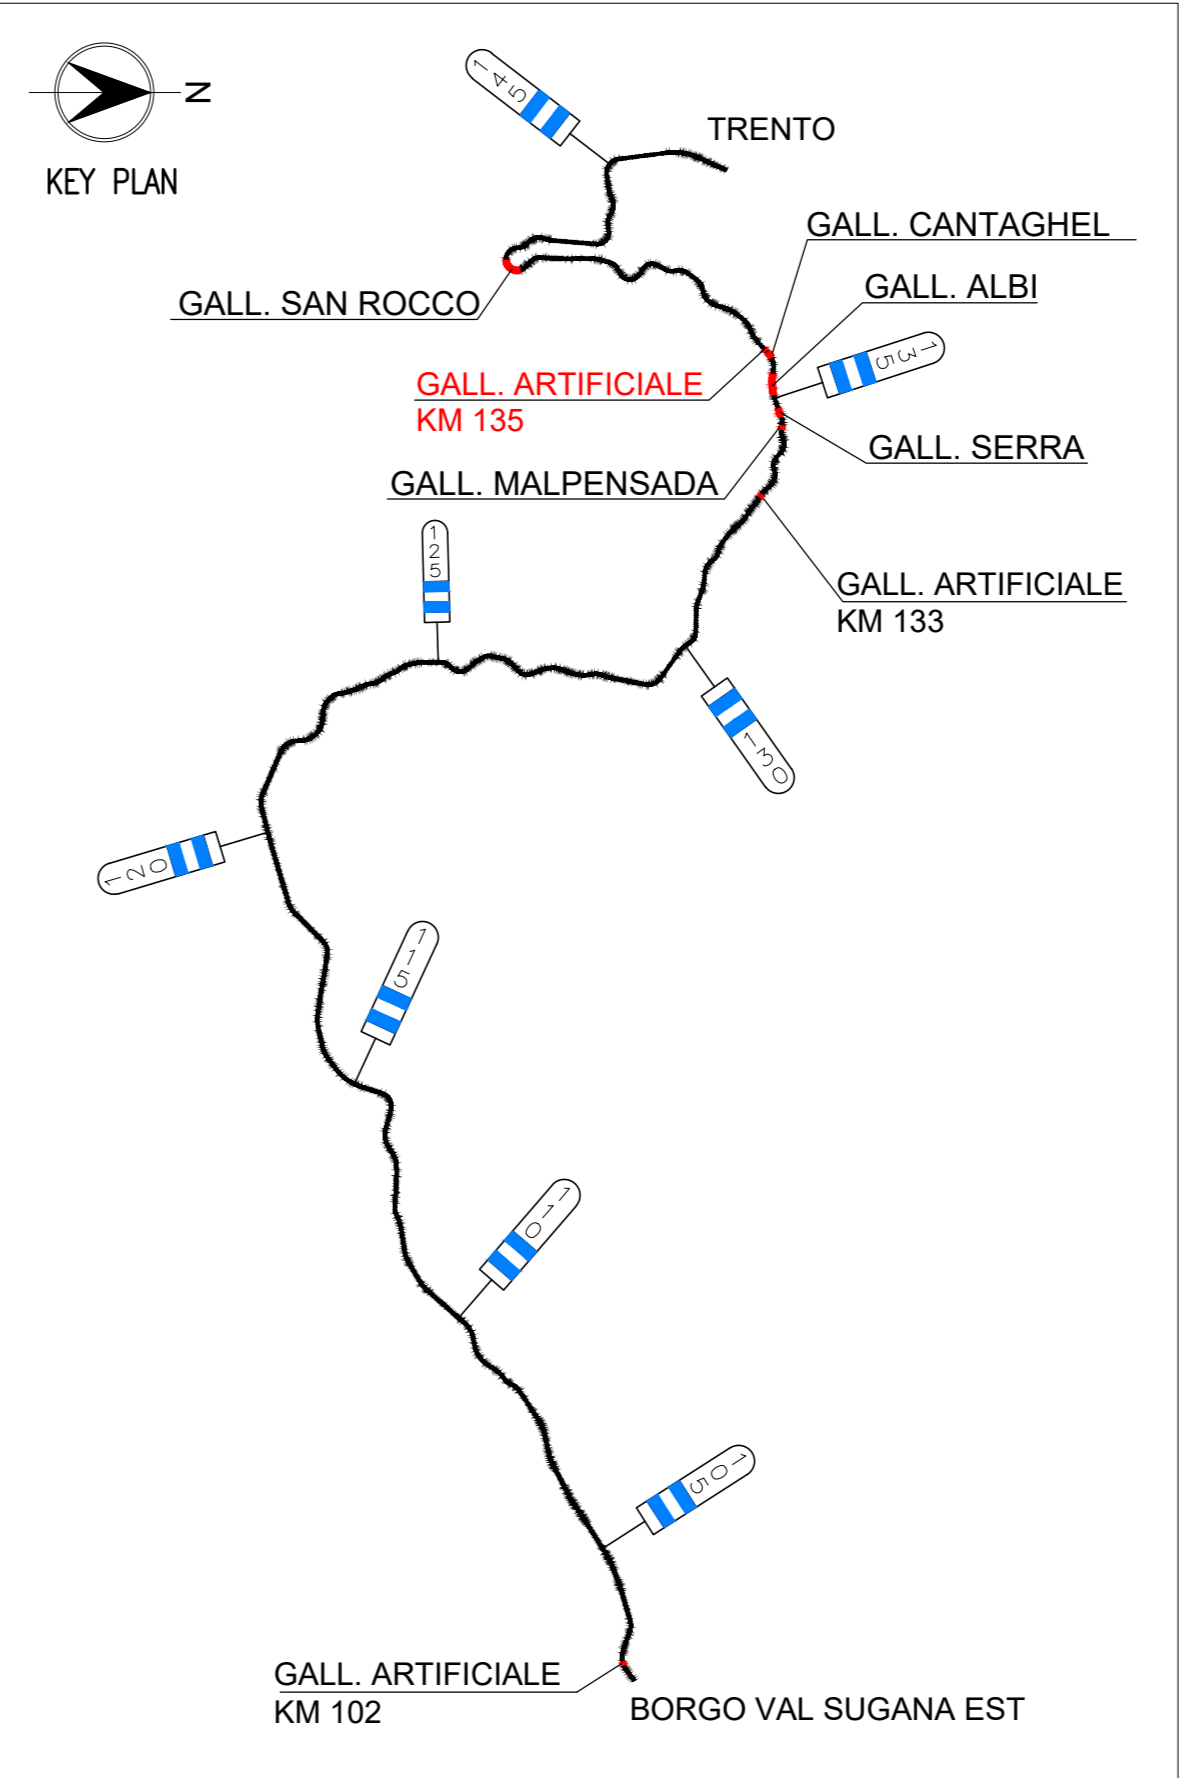 N
KEY PLAN
145
TRENTO
GALL. CANTAGHEL
GALL. ALBI
GALL. SAN ROCCO
135
GALL. ARTIFICIALE
KM 135
GALL. SERRA
GALL. MALPENSADA
125
GALL. ARTIFICIALE
KM 133
130
120
115
110
105
GALL. ARTIFICIALE
KM 102
BORGO VAL SUGANA EST